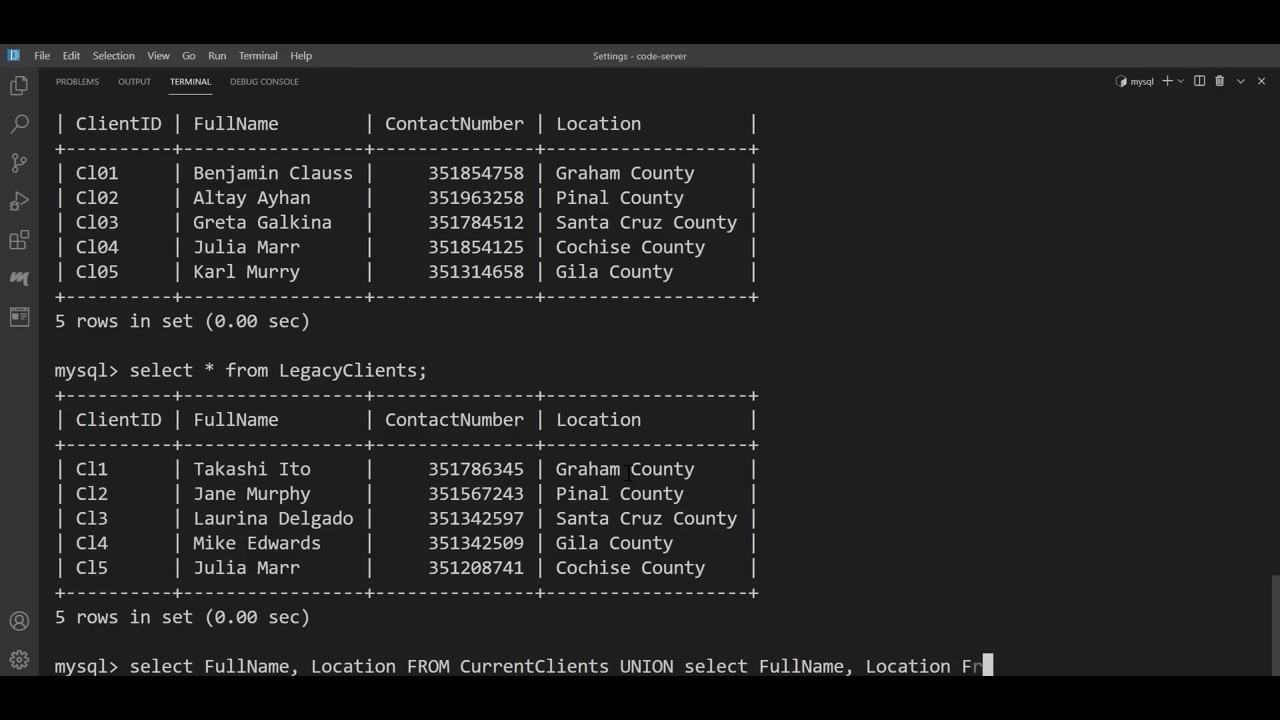 File Edit Selection View Go Run Terminal Help Settings - code-server
PROBLEMS OUTPUT TERMINAL DEBUG CONSOLE mysql
| ClientID | FullName        | ContactNumber | Location          |
+----------+-----------------+---------------+-------------------+
| Cl01     | Benjamin Clauss |     351854758 | Graham County     |
| Cl02     | Altay Ayhan     |     351963258 | Pinal County      |
| Cl03     | Greta Galkina   |     351784512 | Santa Cruz County |
| Cl04     | Julia Marr      |     351854125 | Cochise County    |
| Cl05     | Karl Murry      |     351314658 | Gila County       |
+----------+-----------------+---------------+-------------------+
5 rows in set (0.00 sec)
mysql> select * from LegacyClients;
+----------+-----------------+---------------+-------------------+
| ClientID | FullName        | ContactNumber | Location          |
+----------+-----------------+---------------+-------------------+
| Cl1      | Takashi Ito     |     351786345 | Graham County     |
| Cl2      | Jane Murphy     |     351567243 | Pinal County      |
| Cl3      | Laurina Delgado |     351342597 | Santa Cruz County |
| Cl4      | Mike Edwards    |     351342509 | Gila County       |
| Cl5      | Julia Marr      |     351208741 | Cochise County    |
+----------+-----------------+---------------+-------------------+
5 rows in set (0.00 sec)
mysql> select FullName, Location FROM CurrentClients UNION select FullName, Location Fr